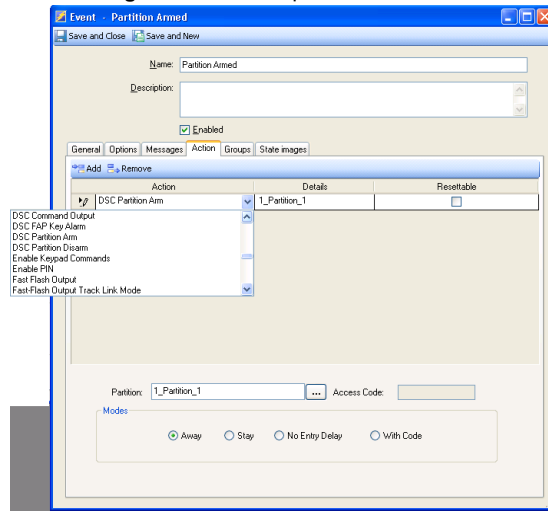 Event - Partition Armed
Save and Close Save and New
Name: Partition Armed
Description:
Enabled
General Options Messages Action Groups State images
Add Remove
Action Details Resettable
DSC Partition Arm 1_Partition_1
DSC Command Output
DSC FAP Key Alarm
DSC Partition Arm
DSC Partition Disarm
Enable Keypad Commands
Enable PIN
Fast Flash Output
Fast-Flash Output Track Link Mode
Partition: 1_Partition_1 ... Access Code:
Modes
Away Stay No Entry Delay With Code